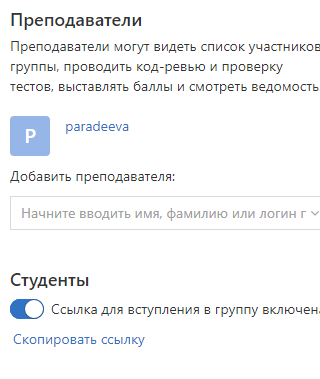 Преподаватели
Преподаватели могут видеть список участников
группы, проводить код-ревью и проверку
тестов, выставлять баллы и смотреть ведомость
P
paradeeva
Добавить преподавателя:
Начните вводить имя, фамилию или логин п
Студенты
Ссылка для вступления в группу включена
Скопировать ссылку